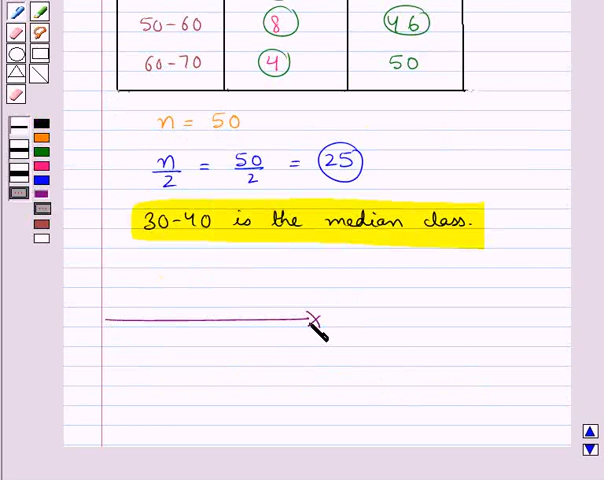 50-60 8 46
60-70 4 50
n = 50
n/2 = 50/2 = 25
30-40 is the median class.